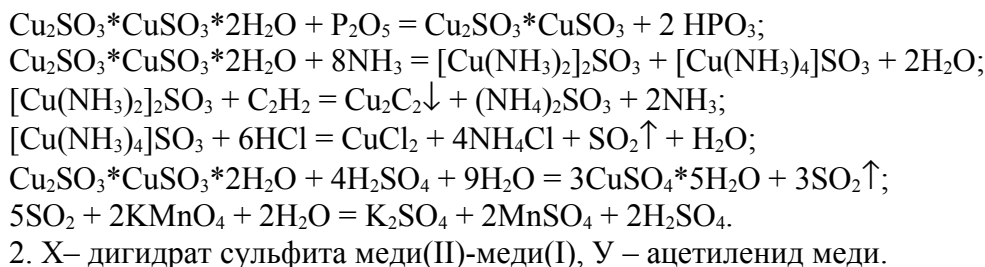 Cu₂SO₃*CuSO₃*2H₂O + P₂O₅ = Cu₂SO₃*CuSO₃ + 2 HPO₃;
Cu₂SO₃*CuSO₃*2H₂O + 8NH₃ = [Cu(NH₃)₂]₂SO₃ + [Cu(NH₃)₄]SO₃ + 2H₂O;
[Cu(NH₃)₂]₂SO₃ + C₂H₂ = Cu₂C₂↓ + (NH₄)₂SO₃ + 2NH₃;
[Cu(NH₃)₄]SO₃ + 6HCl = CuCl₂ + 4NH₄Cl + SO₂↑ + H₂O;
Cu₂SO₃*CuSO₃*2H₂O + 4H₂SO₄ + 9H₂O = 3CuSO₄*5H₂O + 3SO₂↑;
5SO₂ + 2KMnO₄ + 2H₂O = K₂SO₄ + 2MnSO₄ + 2H₂SO₄.
2. X– дигидрат сульфита меди(II)-меди(I), У – ацетиленид меди.